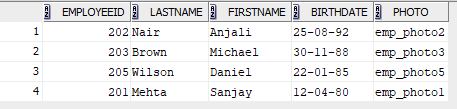 EMPLOYEEID LASTNAME FIRSTNAME BIRTHDATE PHOTO
1 202 Nair Anjali 25-08-92 emp_photo2
2 203 Brown Michael 30-11-88 emp_photo3
3 205 Wilson Daniel 22-01-85 emp_photo5
4 201 Mehta Sanjay 12-04-80 emp_photo1